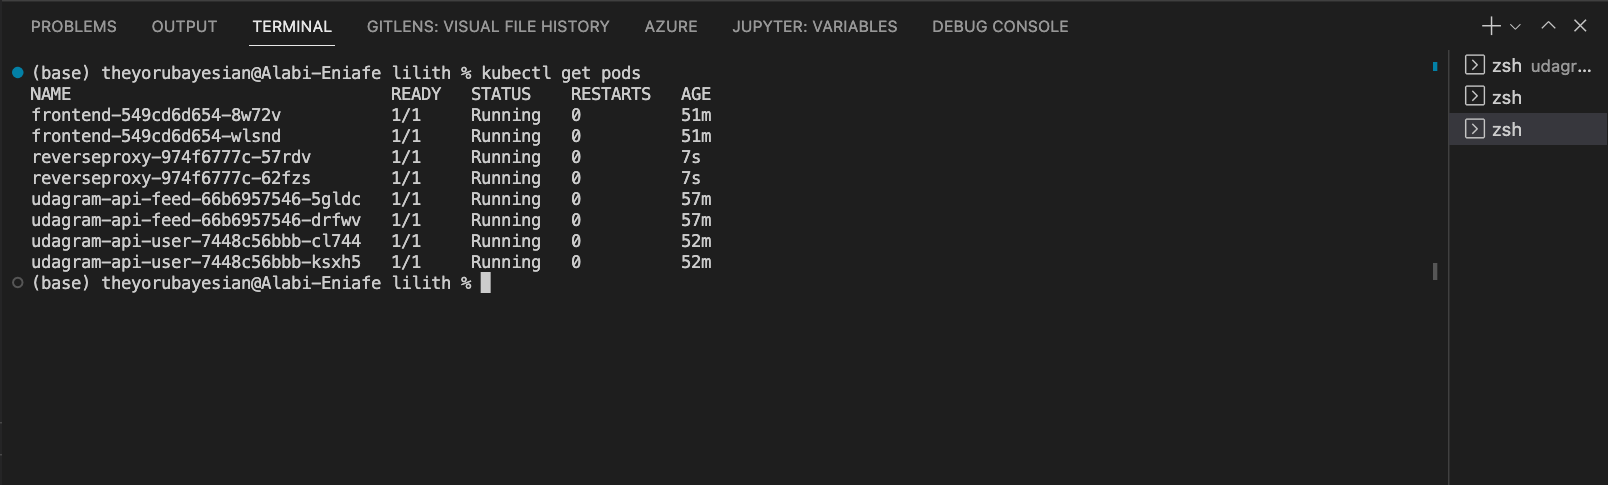 PROBLEMS OUTPUT TERMINAL GITLENS: VISUAL FILE HISTORY AZURE JUPYTER: VARIABLES DEBUG CONSOLE
(base) theyorubayesian@Alabi-Eniafe lilith % kubectl get pods
NAME READY STATUS RESTARTS AGE
frontend-549cd6d654-8w72v 1/1 Running 0 51m
frontend-549cd6d654-wlsnd 1/1 Running 0 51m
reverseproxy-974f6777c-57rdv 1/1 Running 0 7s
reverseproxy-974f6777c-62fzs 1/1 Running 0 7s
udagram-api-feed-66b6957546-5gldc 1/1 Running 0 57m
udagram-api-feed-66b6957546-drfwv 1/1 Running 0 57m
udagram-api-user-7448c56bbb-cl744 1/1 Running 0 52m
udagram-api-user-7448c56bbb-ksxh5 1/1 Running 0 52m
(base) theyorubayesian@Alabi-Eniafe lilith %
zsh udagr...
zsh
zsh